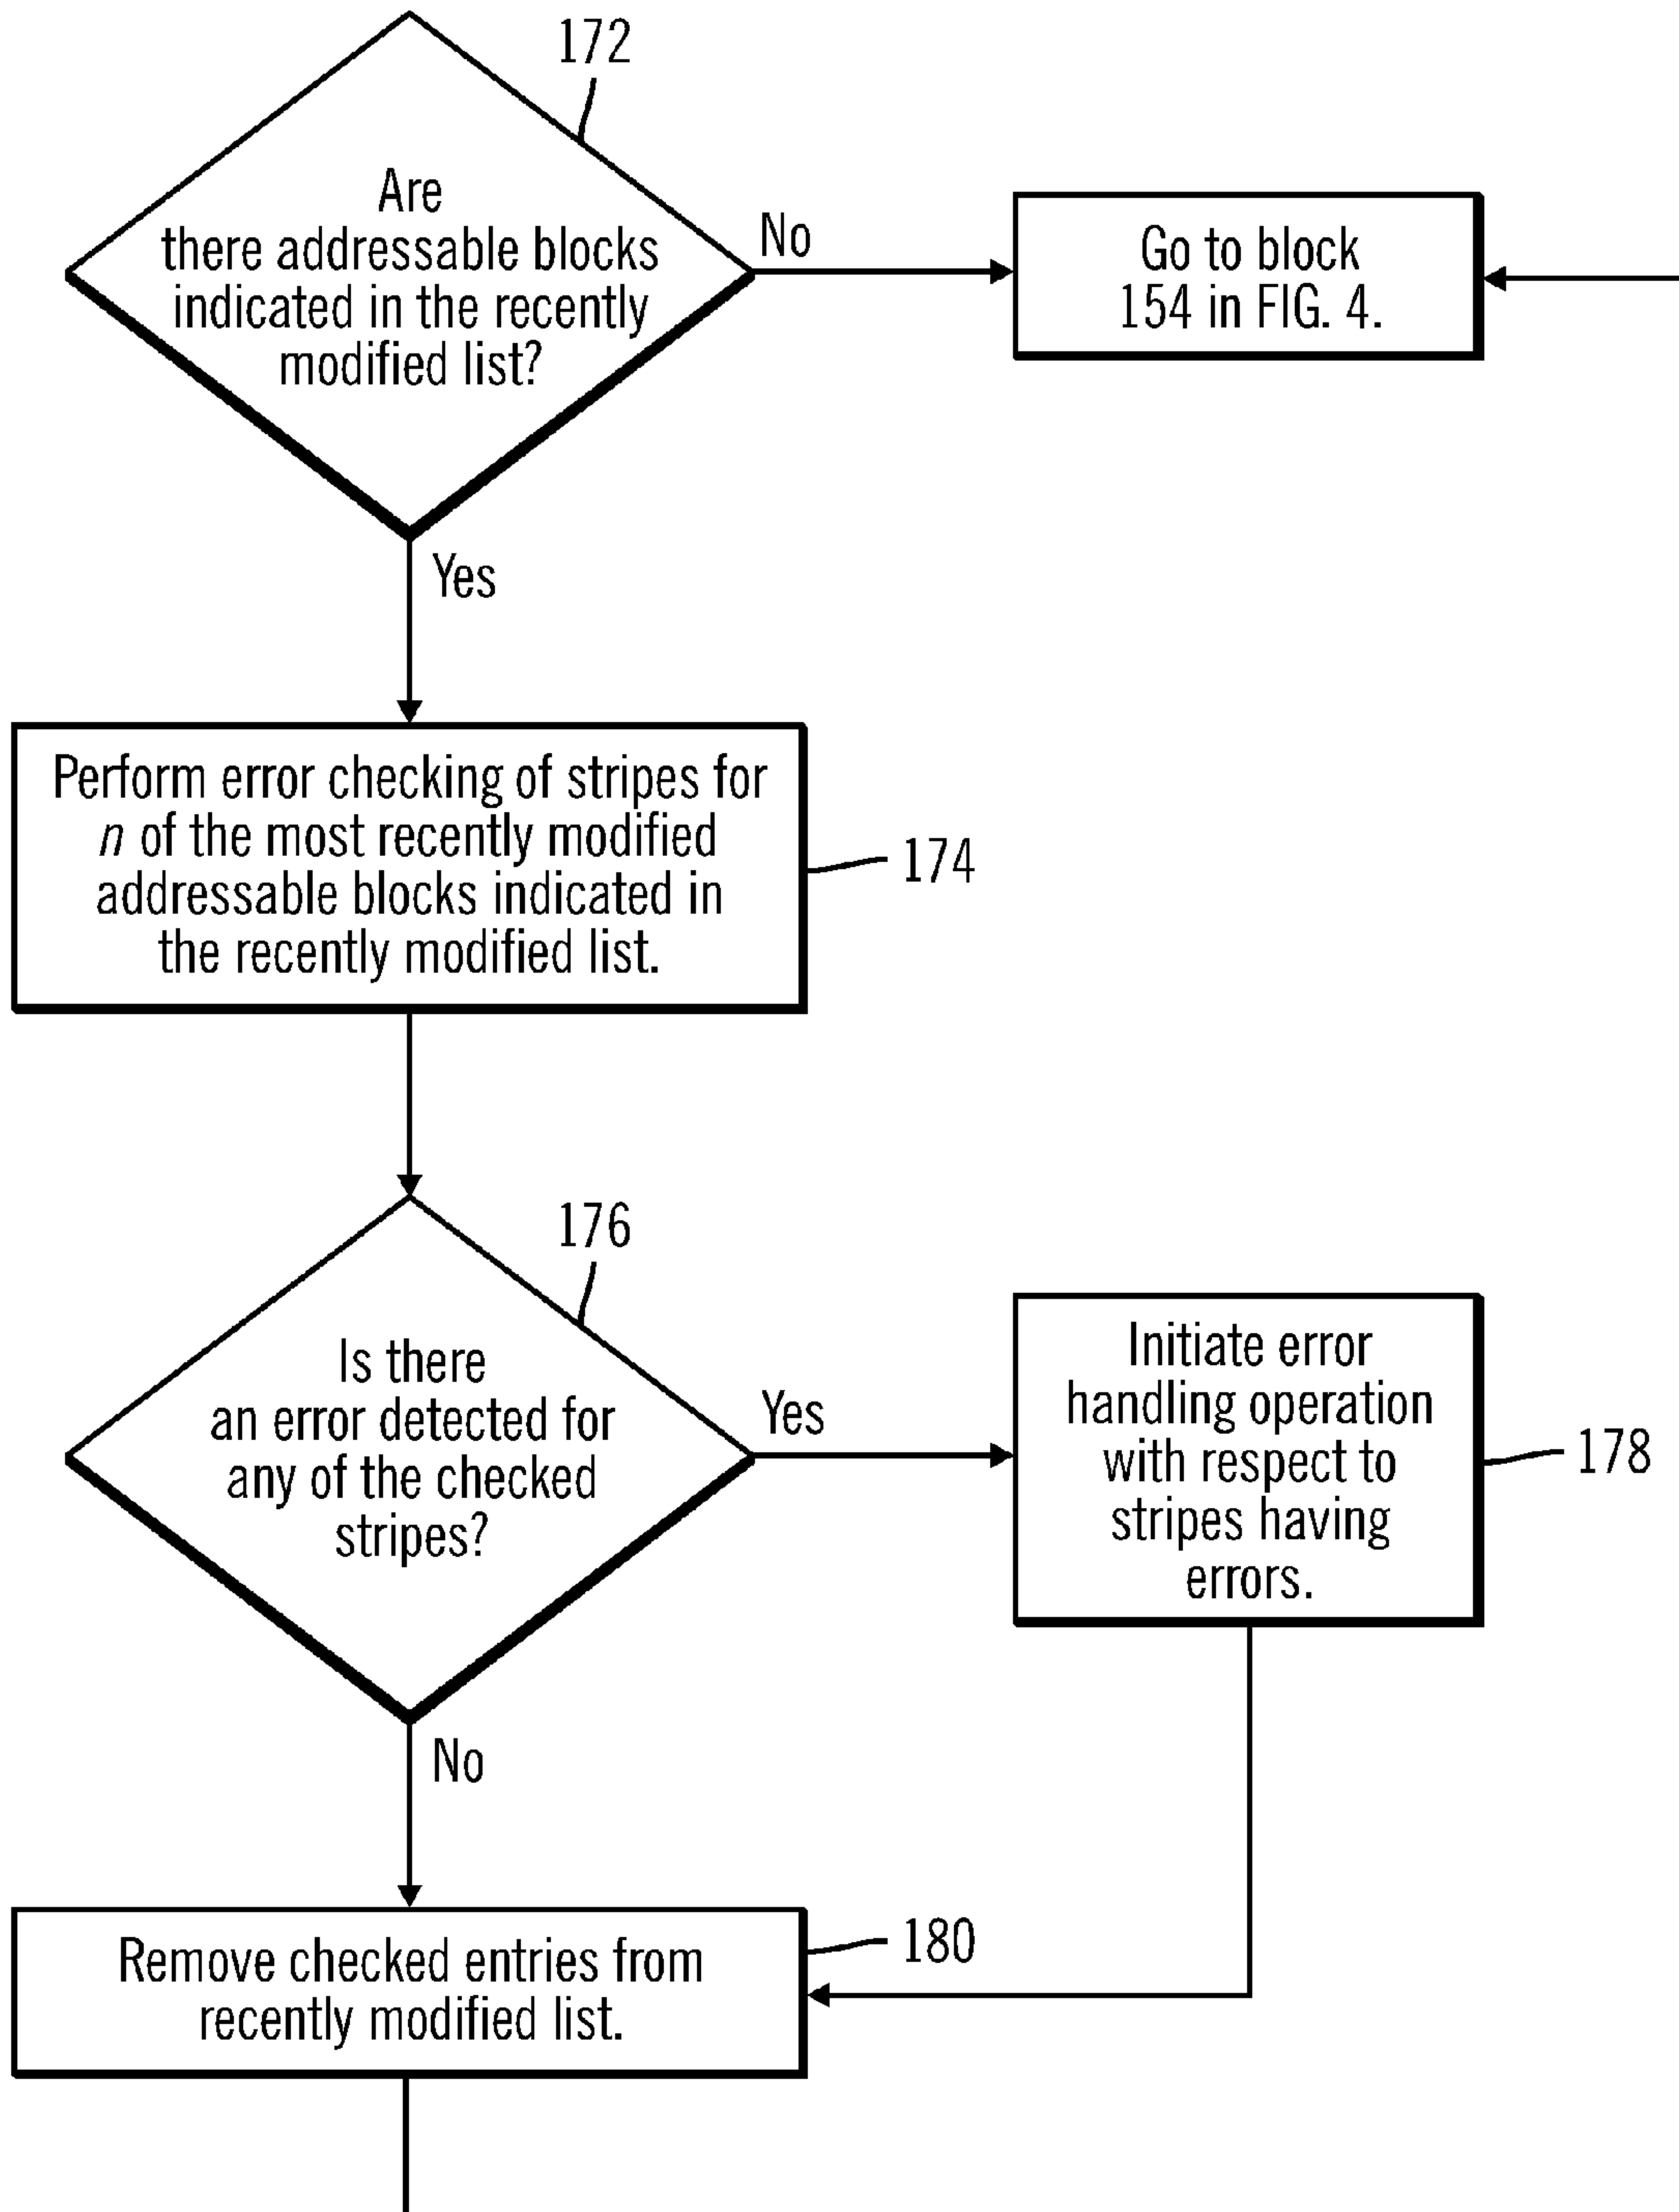 172
Are
there addressable blocks
indicated in the recently
modified list?
No
Go to block
154 in FIG. 4.
Yes
Perform error checking of stripes for
n of the most recently modified
addressable blocks indicated in
the recently modified list.
174
176
Is there
an error detected for
any of the checked
stripes?
Yes
Initiate error
handling operation
with respect to
stripes having
errors.
178
No
Remove checked entries from
recently modified list.
180